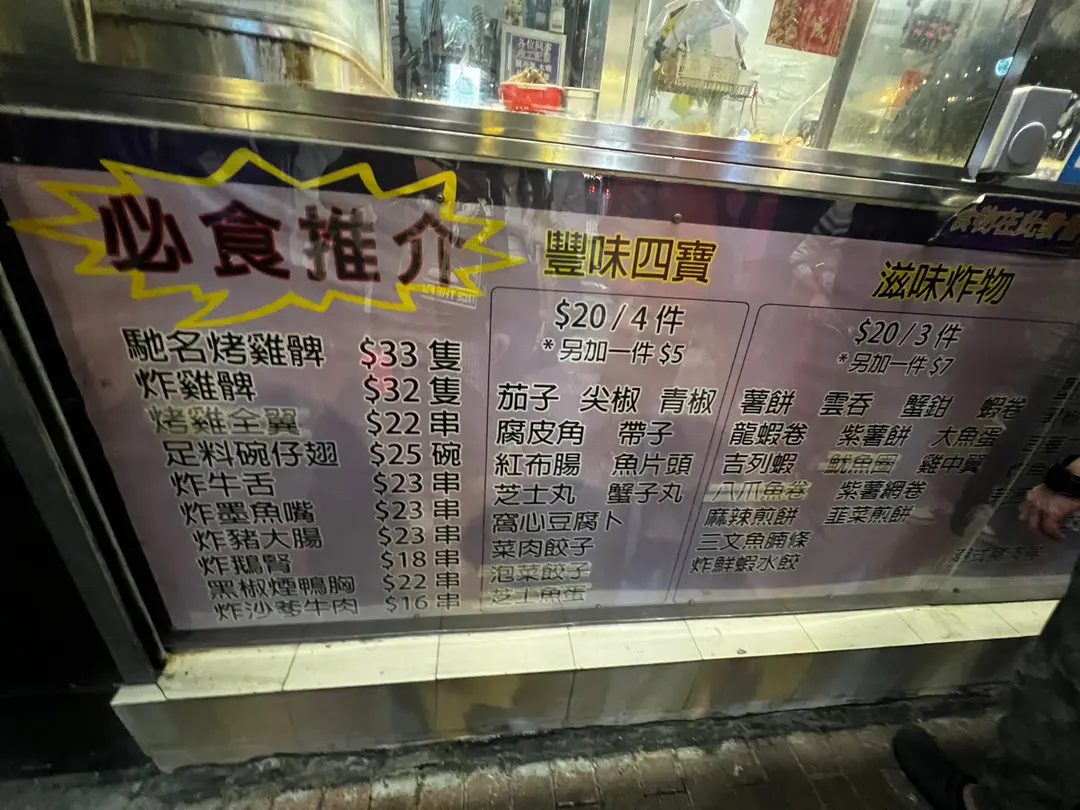 必食推介
馳名烤雞髀 $33 隻
炸雞髀 $32 隻
烤雞全翼 $22 串
足料碗仔翅 $25 碗
炸牛舌 $23 串
炸墨魚嘴 $23 串
炸豬大腸 $23 串
炸鵝腎 $18 串
黑椒煙鴨胸 $22 串
炸沙爹牛肉 $16 串
豐味四寶
$20 / 4 件
* 另加一件 $5
茄子 尖椒 青椒
腐皮角 帶子
紅布腸 魚片頭
芝士丸 蟹子丸
窩心豆腐卜
菜肉餃子
泡菜餃子
芝士魚蛋
滋味炸物
$20 / 3 件
* 另加一件 $7
薯餅 雲吞 蟹鉗 蝦卷
龍蝦卷 紫薯餅 大魚蛋
吉列蝦 魷魚圈 雞中翼
八爪魚卷 紫薯網卷
麻辣煎餅 韮菜煎餅
三文魚腩條
炸鮮蝦水餃